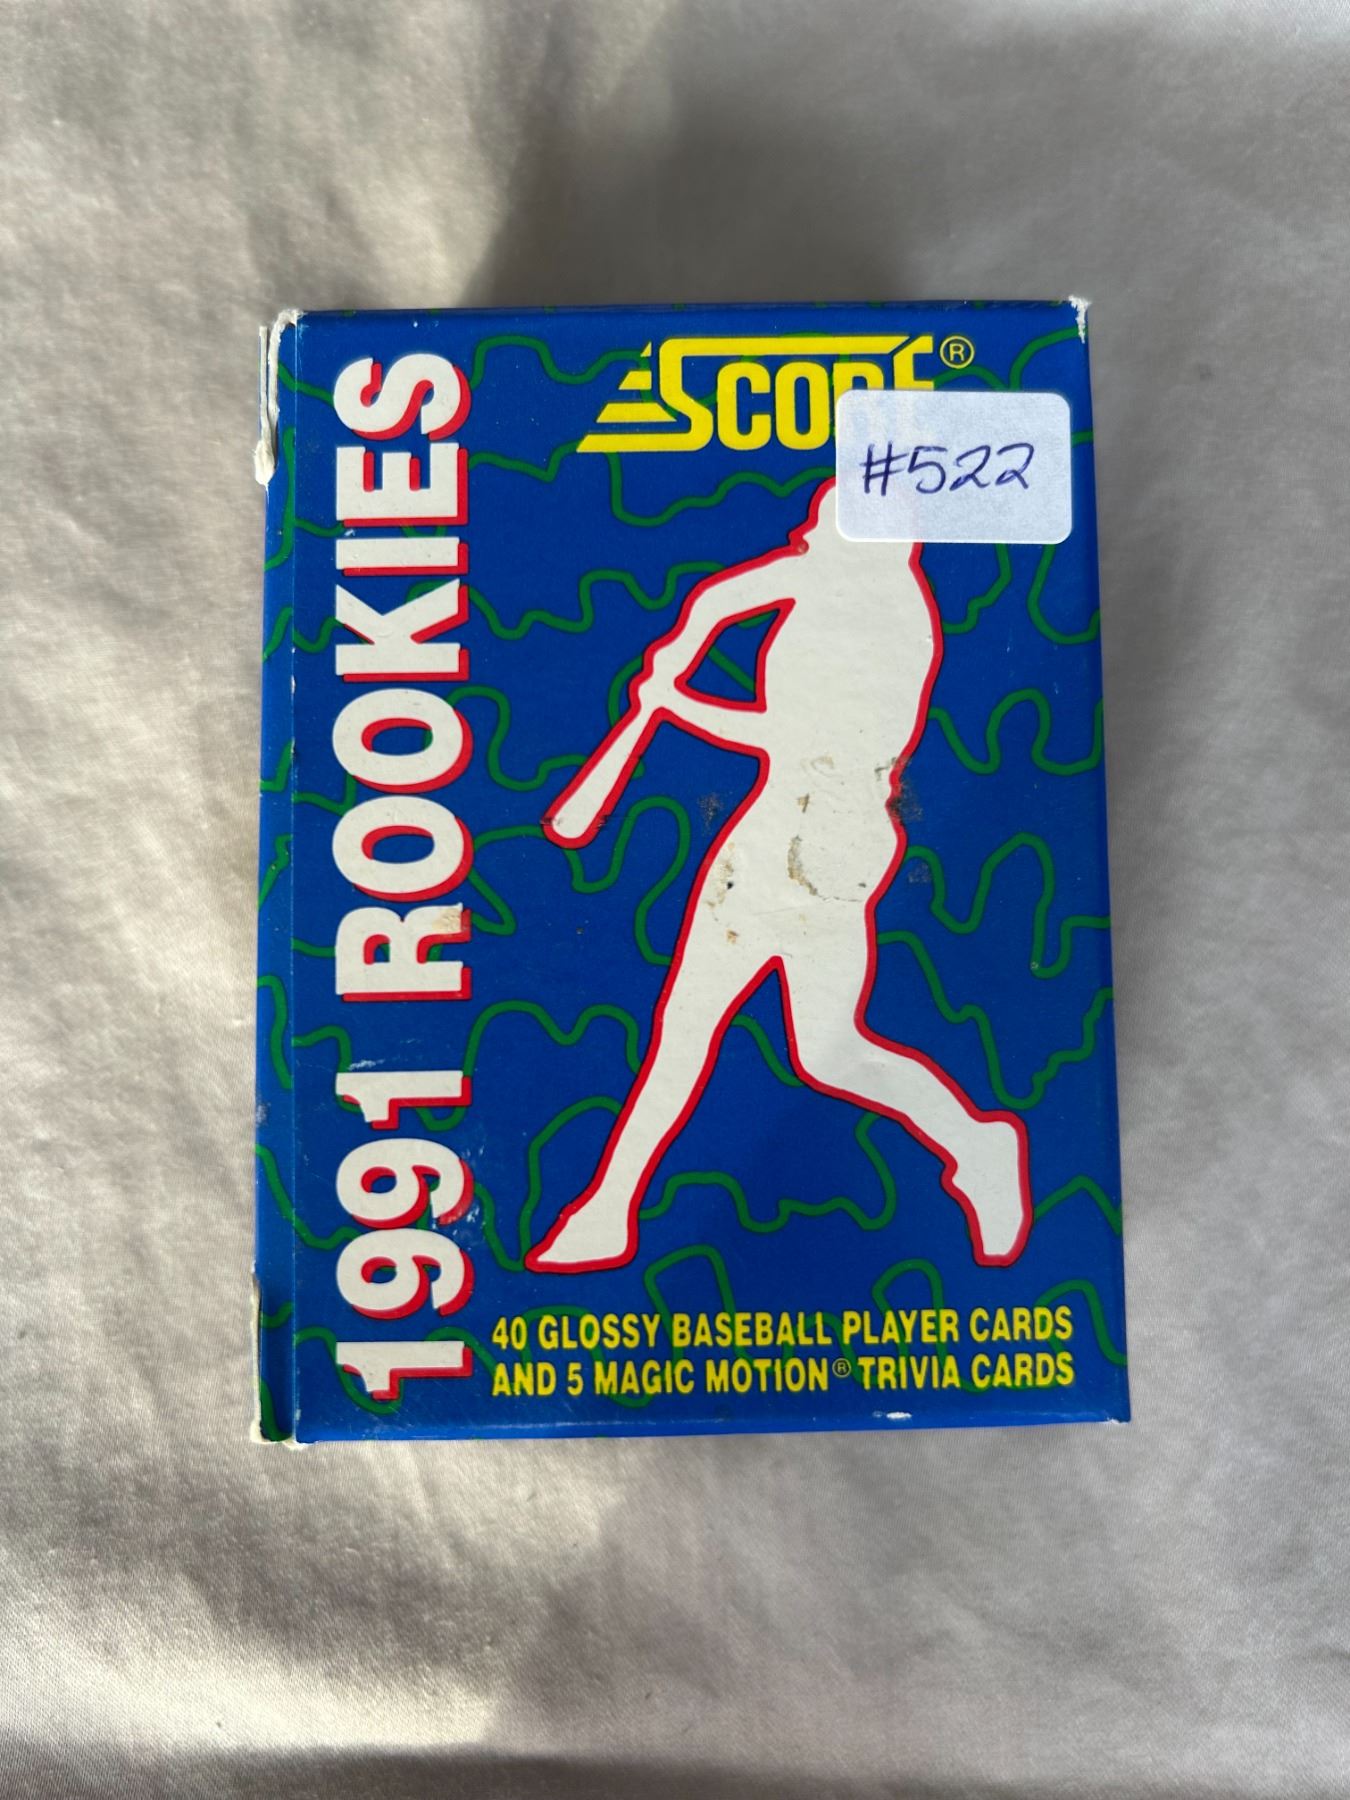 SCORE®
#522
1991 ROOKIES
40 GLOSSY BASEBALL PLAYER CARDS
AND 5 MAGIC MOTION® TRIVIA CARDS